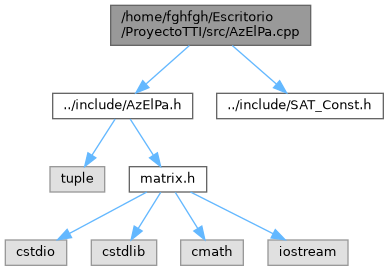 /home/fghfgh/Escritorio
/ProyectoTTI/src/AzElPa.cpp
../include/AzElPa.h
../include/SAT_Const.h
tuple
matrix.h
cstdio
cstdlib
cmath
iostream